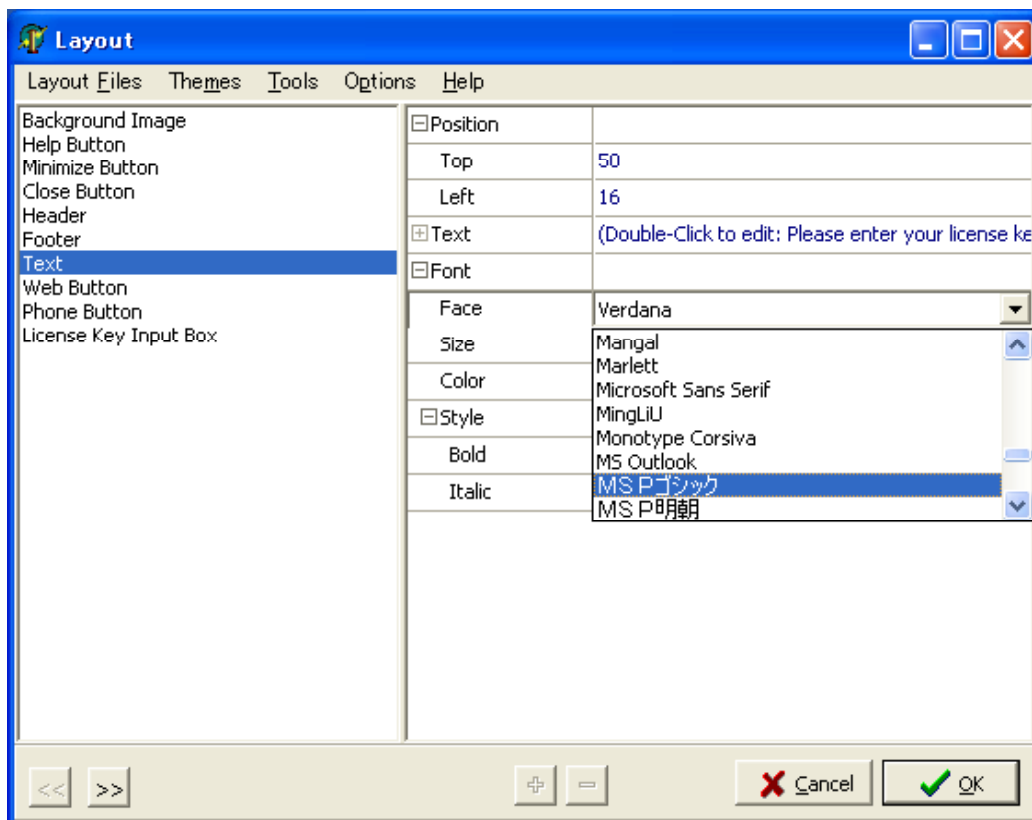 Layout
Layout Files Themes Tools Options Help
Background Image
Help Button
Minimize Button
Close Button
Header
Footer
Text
Web Button
Phone Button
License Key Input Box
Position
Top 50
Left 16
Text (Double-Click to edit: Please enter your license ke
Font
Face Verdana
Size
Color
Style
Bold
Italic
Mangal
Marlett
Microsoft Sans Serif
MingLiU
Monotype Corsiva
MS Outlook
MS Pゴシック
MS P明朝
<< >> Cancel OK